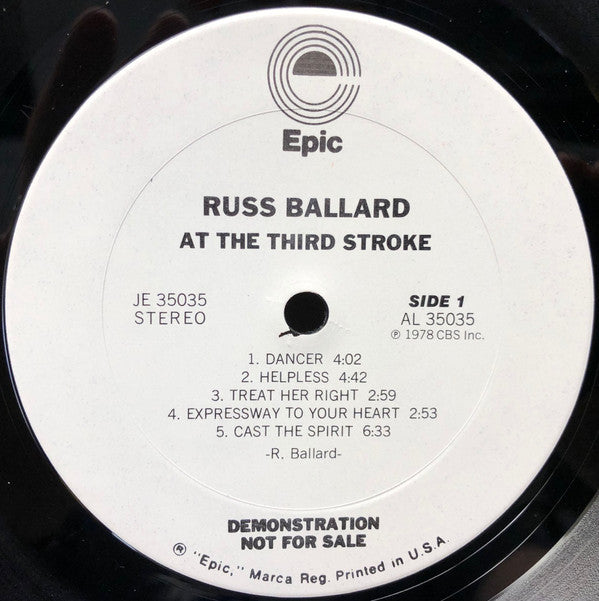 Epic
RUSS BALLARD
AT THE THIRD STROKE
JE 35035
STEREO
SIDE 1
AL 35035
℗ 1978 CBS Inc.
1. DANCER 4:02
2. HELPLESS 4:42
3. TREAT HER RIGHT 2:59
4. EXPRESSWAY TO YOUR HEART 2:53
5. CAST THE SPIRIT 6:33
-R. Ballard-
DEMONSTRATION
NOT FOR SALE
® "Epic," Marca Reg. Printed in U.S.A.